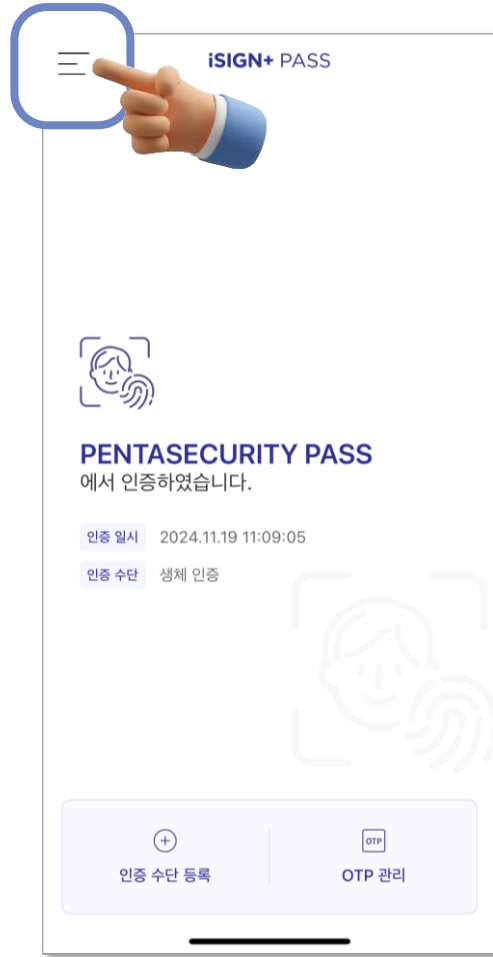 iSIGN+ PASS
PENTASECURITY PASS
에서 인증하였습니다.
인증 일시 2024.11.19 11:09:05
인증 수단 생체 인증
OTP
인증 수단 등록 OTP 관리